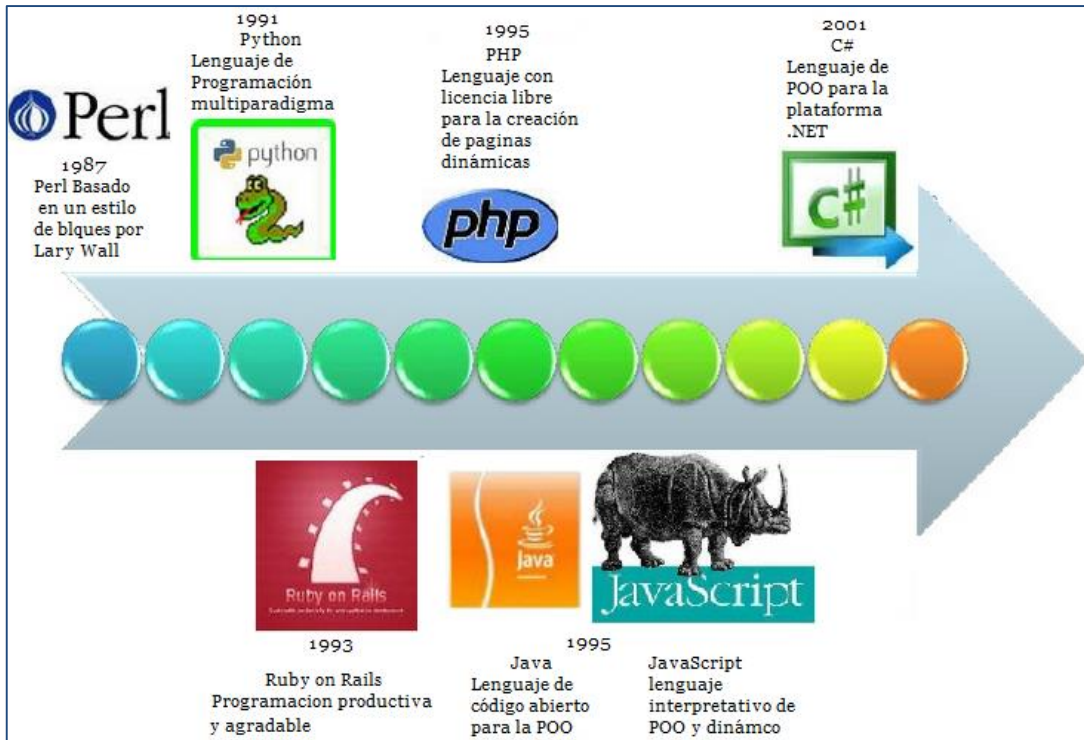 Perl
1987
Perl Basado
en un estilo
de blques por
Lary Wall
1991
Python
Lenguaje de
Programación
multiparadigma
python
1995
PHP
Lenguaje con
licencia libre
para la creación
de paginas
dinámicas
php
2001
C#
Lenguaje de
POO para la
plataforma
.NET
C#
Ruby on Rails
1993
Ruby on Rails
Programacion productiva
y agradable
Java
JavaScript
1995
Java
Lenguaje de
código abierto
para la POO
JavaScript
lenguaje
interpretativo de
POO y dinámco